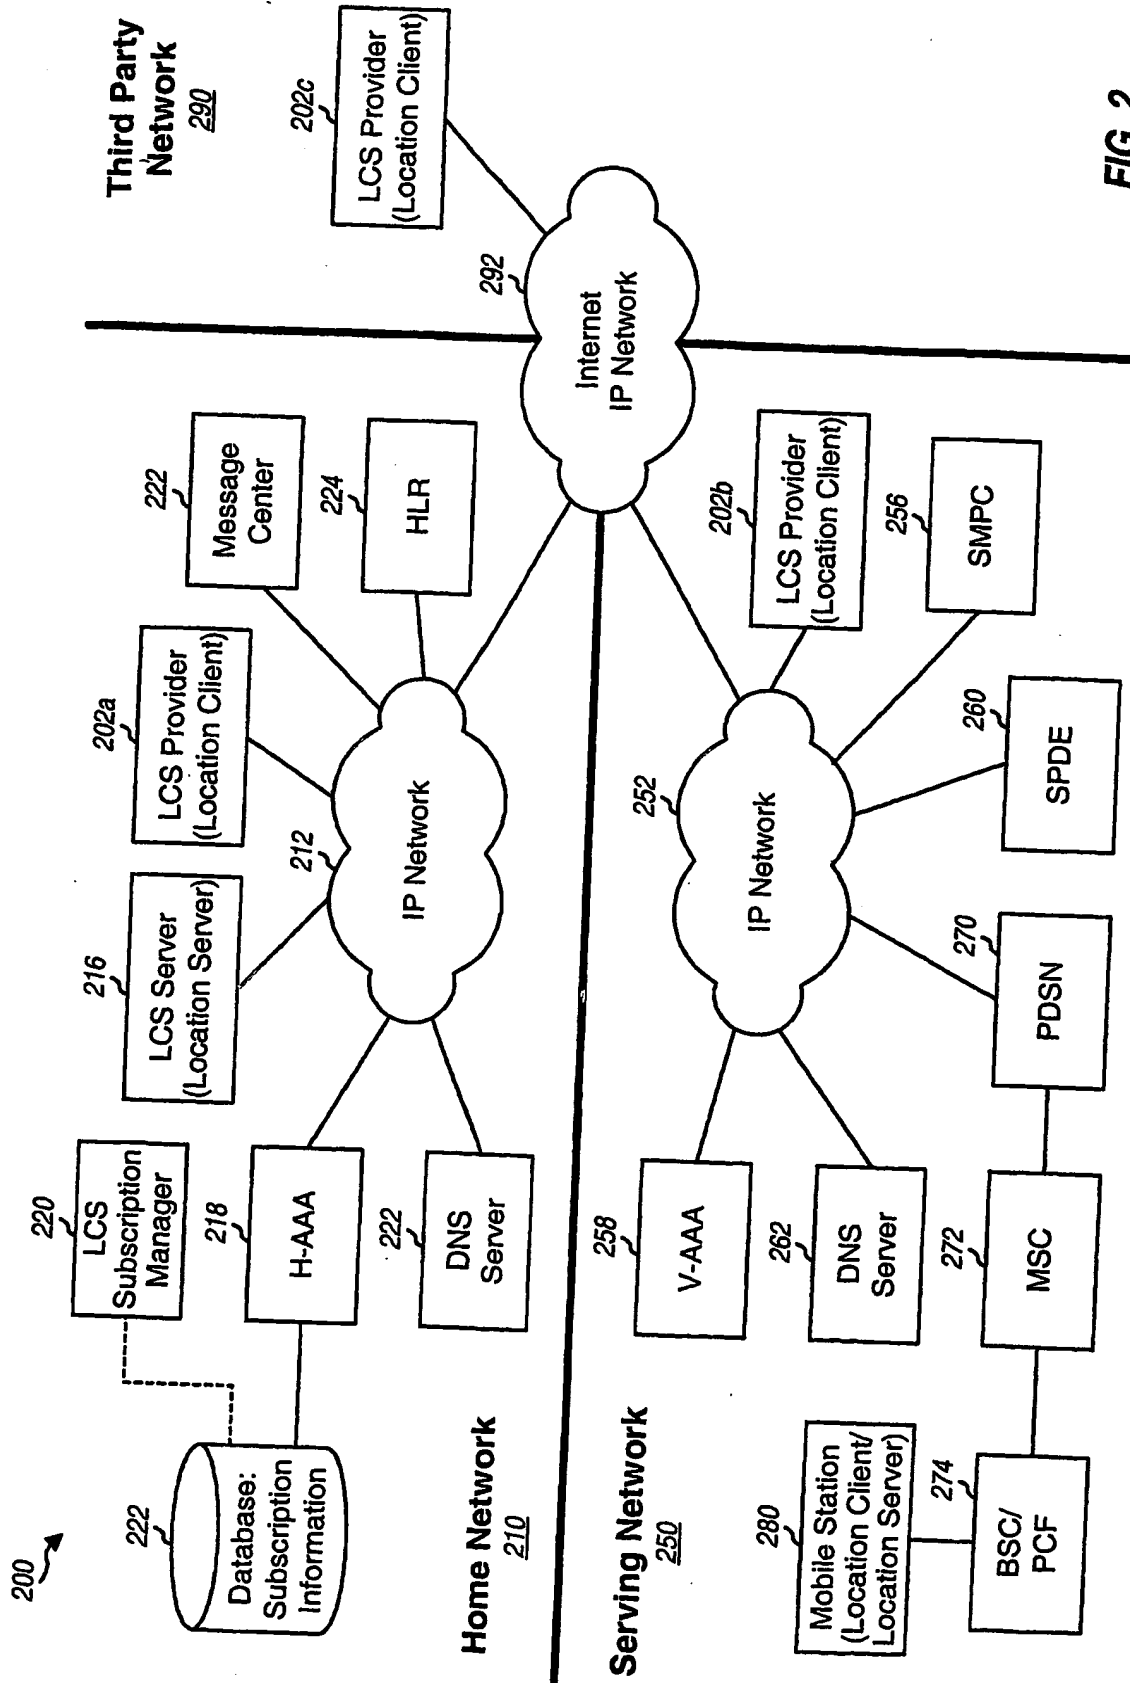 200
Third Party
Network
290
202c
LCS Provider
(Location Client)
292
Internet
IP Network
220
LCS
Subscription
Manager
216
LCS Server
(Location Server)
202a
LCS Provider
(Location Client)
222
Message
Center
224
HLR
222
Database:
Subscription
Information
218
H-AAA
222
DNS
Server
212
IP Network
Home Network
210
Serving Network
250
258
V-AAA
262
DNS
Server
252
IP Network
202b
LCS Provider
(Location Client)
256
SMPC
260
SPDE
270
PDSN
272
MSC
274
BSC/
PCF
280
Mobile Station
(Location Client/
Location Server)
FIG. 2